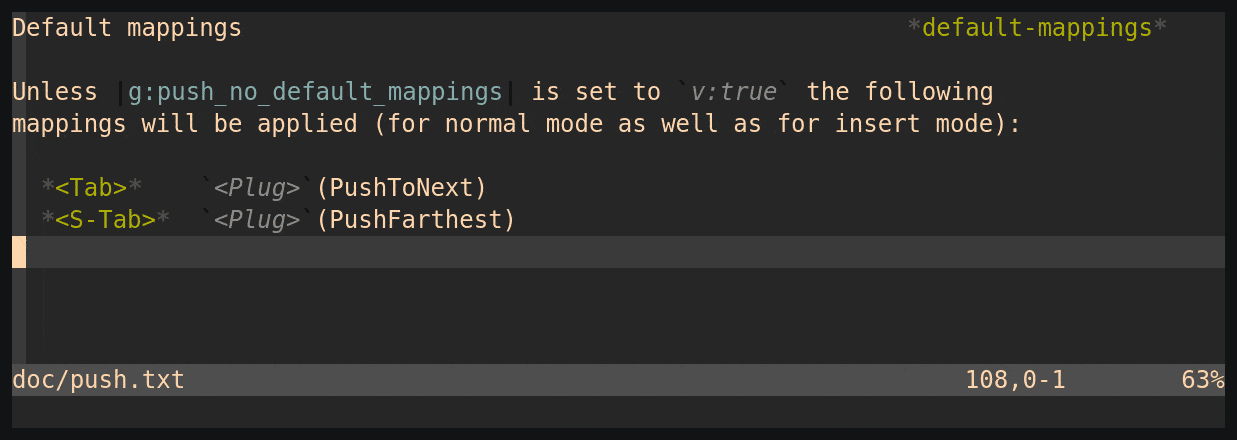 Default mappings *default-mappings*
Unless |g:push_no_default_mappings| is set to `v:true` the following
mappings will be applied (for normal mode as well as for insert mode):
*<Tab>* `<Plug>`(PushToNext)
*<S-Tab>* `<Plug>`(PushFarthest)
doc/push.txt 108,0-1 63%